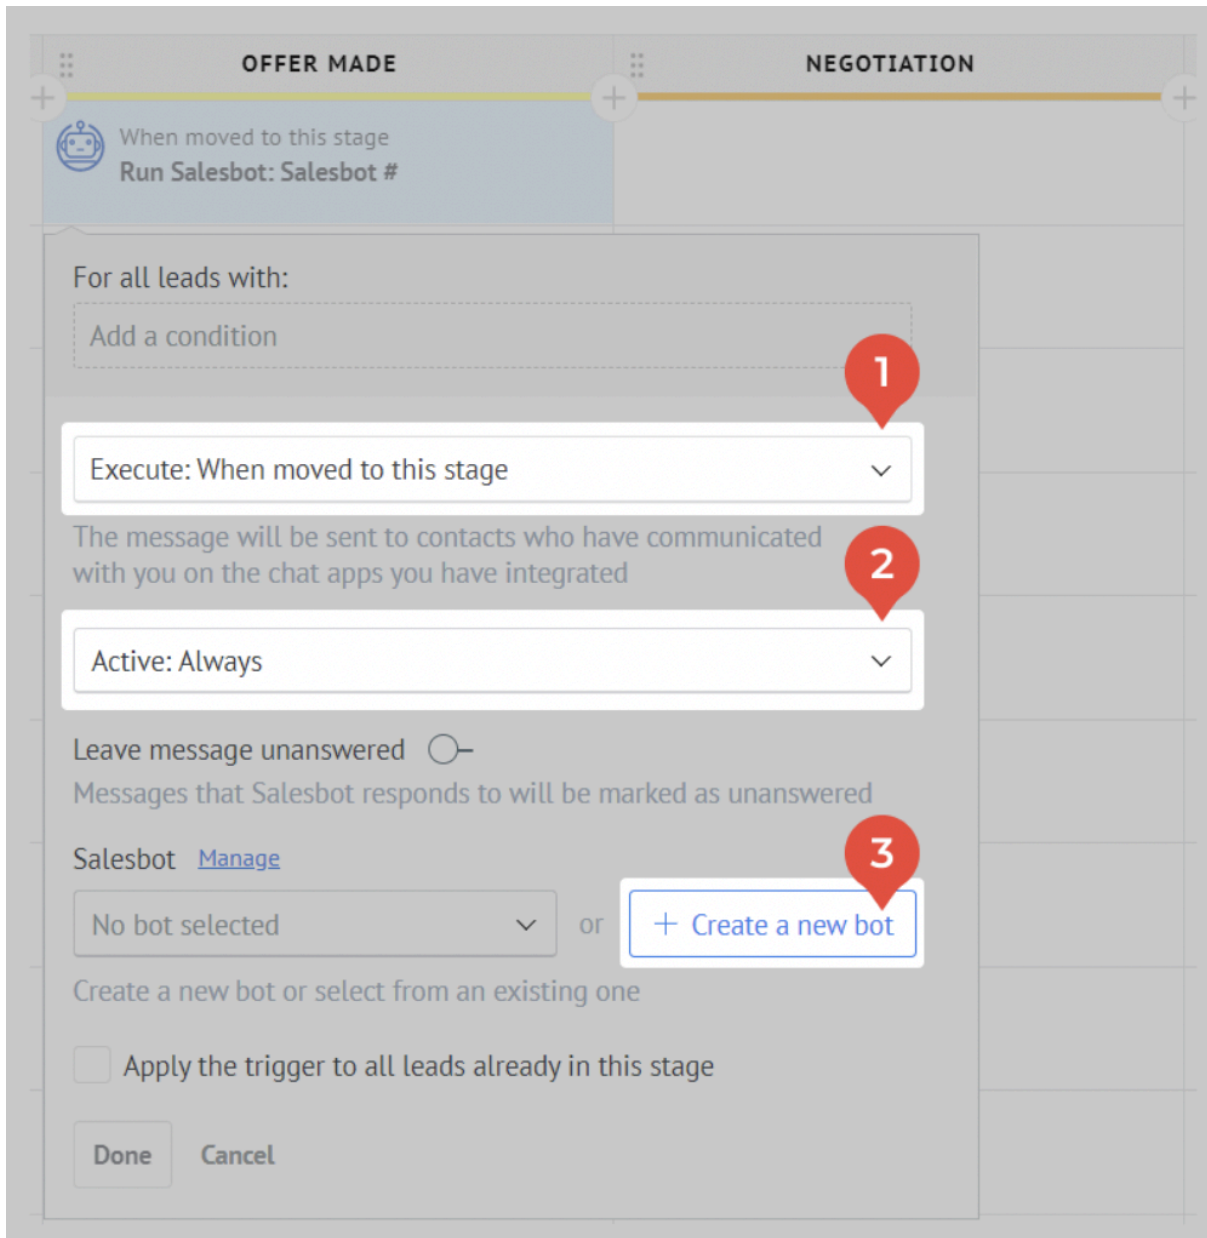 OFFER MADE
NEGOTIATION
When moved to this stage
Run Salesbot: Salesbot #
For all leads with:
Add a condition
1
Execute: When moved to this stage
The message will be sent to contacts who have communicated
with you on the chat apps you have integrated
2
Active: Always
Leave message unanswered
Messages that Salesbot responds to will be marked as unanswered
Salesbot Manage
3
No bot selected or + Create a new bot
Create a new bot or select from an existing one
Apply the trigger to all leads already in this stage
Done Cancel